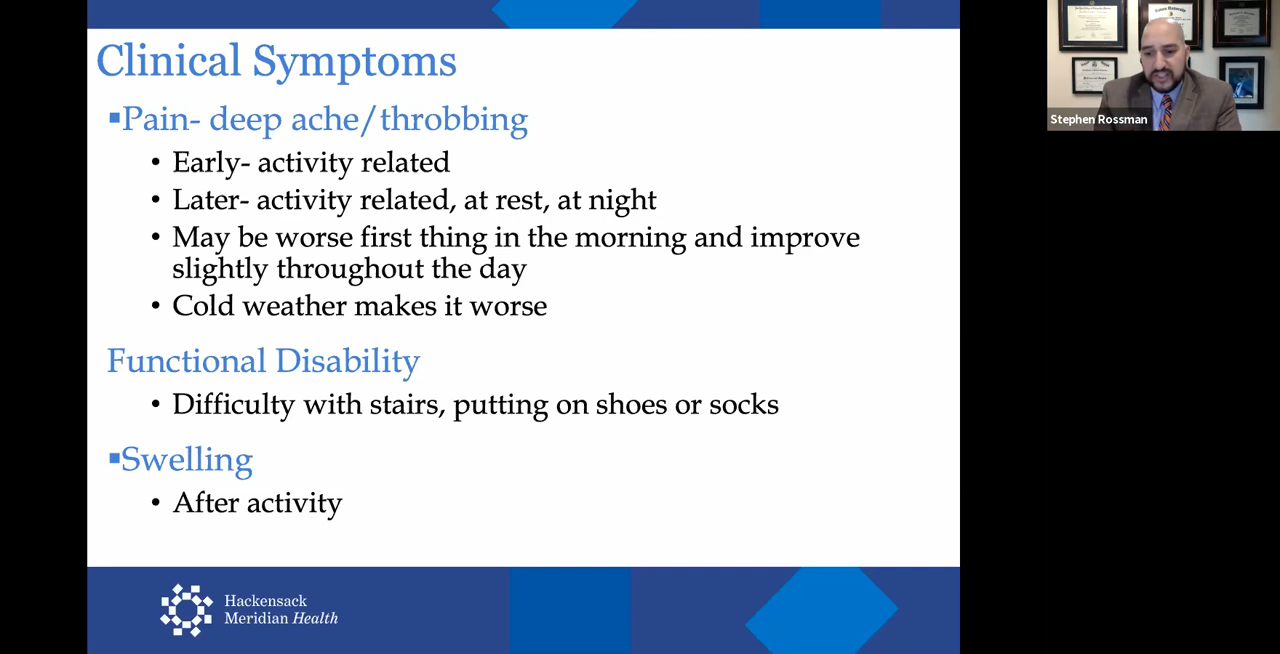 Clinical Symptoms
▪Pain- deep ache/throbbing
• Early- activity related
• Later- activity related, at rest, at night
• May be worse first thing in the morning and improve
slightly throughout the day
• Cold weather makes it worse
Functional Disability
• Difficulty with stairs, putting on shoes or socks
▪Swelling
• After activity
Hackensack
Meridian Health
Stephen Rossman